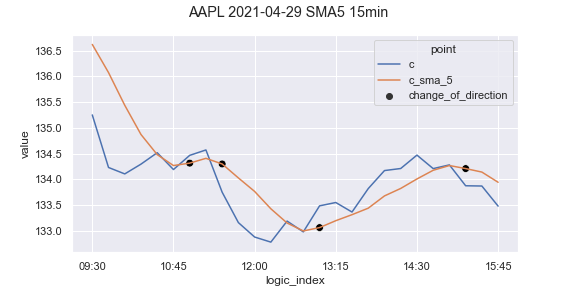 AAPL 2021-04-29 SMA5 15min
point
c
c_sma_5
change_of_direction
136.5
136.0
135.5
135.0
134.5
134.0
133.5
133.0
value
09:30
10:45
12:00
13:15
14:30
15:45
logic_index